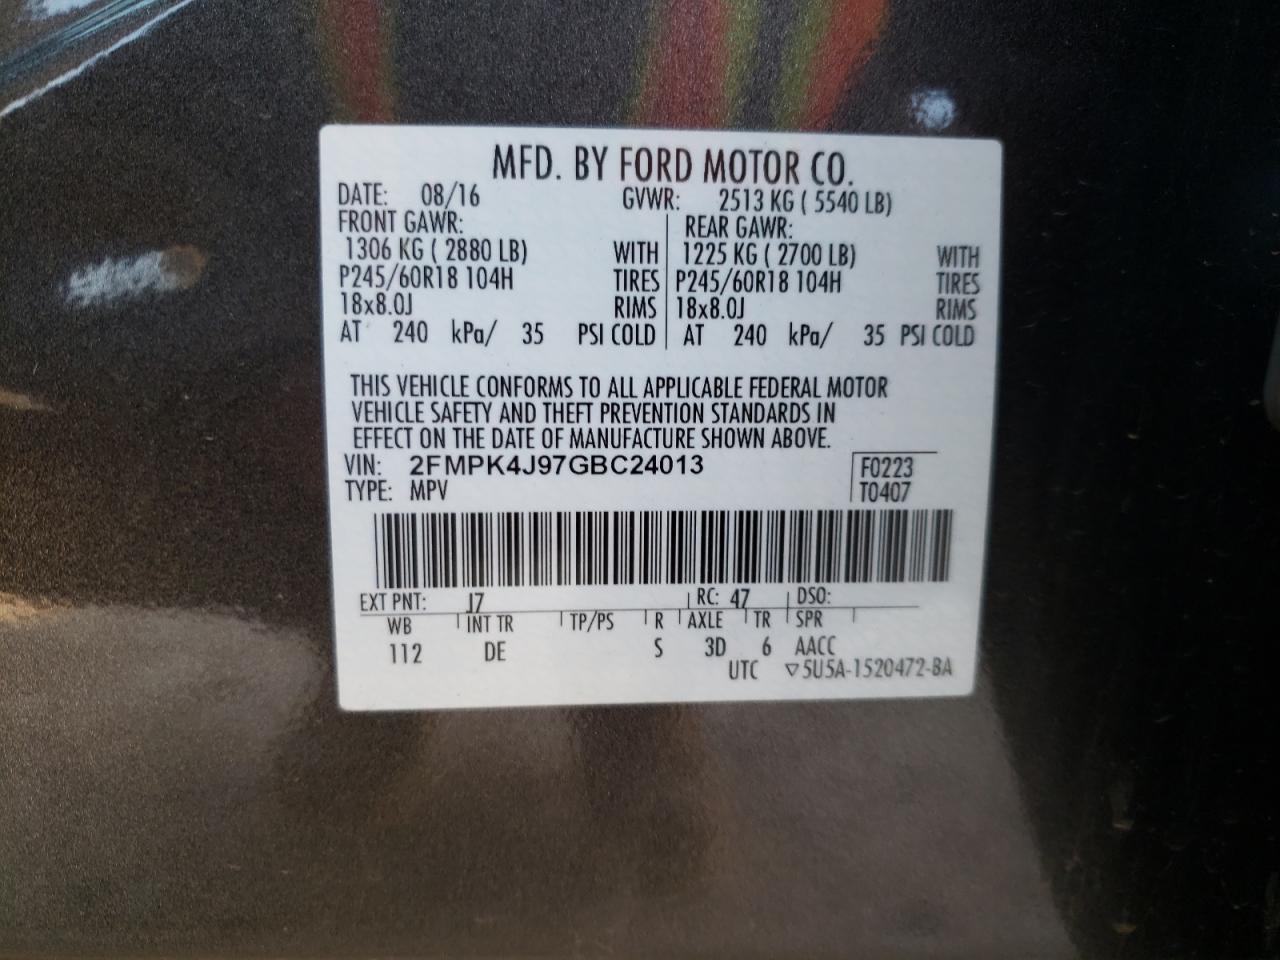 MFD. BY FORD MOTOR CO.
DATE: 08/16 GVWR: 2513 KG ( 5540 LB)
FRONT GAWR: REAR GAWR:
1306 KG ( 2880 LB) WITH 1225 KG ( 2700 LB) WITH
P245/60R18 104H TIRES P245/60R18 104H TIRES
18x8.0J RIMS 18x8.0J RIMS
AT 240 kPa/ 35 PSI COLD AT 240 kPa/ 35 PSI COLD
THIS VEHICLE CONFORMS TO ALL APPLICABLE FEDERAL MOTOR
VEHICLE SAFETY AND THEFT PREVENTION STANDARDS IN
EFFECT ON THE DATE OF MANUFACTURE SHOWN ABOVE.
VIN: 2FMPK4J97GBC24013 F0223
TYPE: MPV T0407
EXT PNT: J7 RC: 47 DSO:
WB INT TR TP/PS R AXLE TR SPR
112 DE S 3D 6 AACC
UTC ▽5U5A-1520472-BA